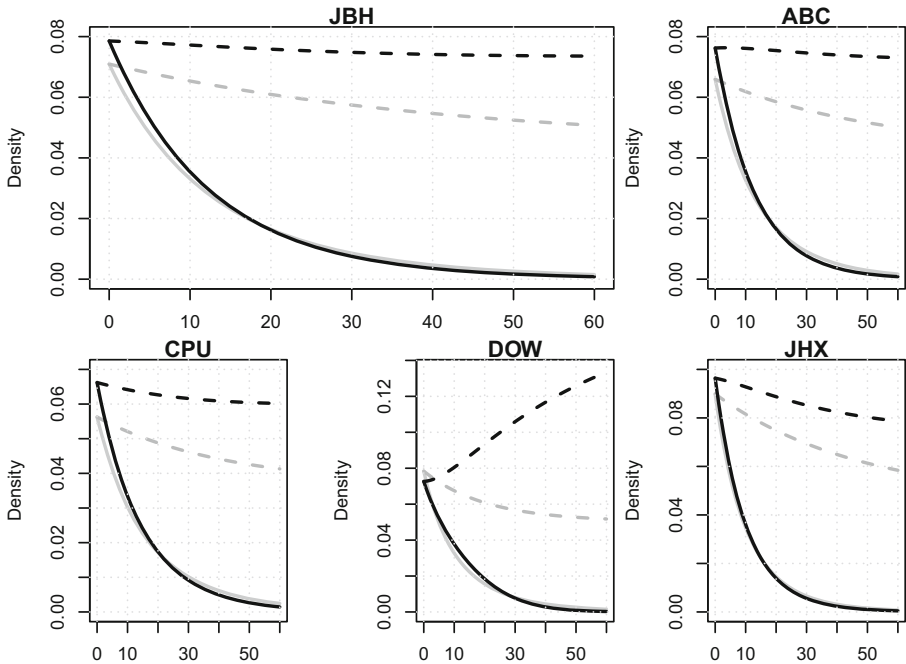 JBH
Density
0.00 0.02 0.04 0.06 0.08
0 10 20 30 40 50 60
ABC
Density
0.00 0.02 0.04 0.06 0.08
0 10 30 50
CPU
Density
0.00 0.02 0.04 0.06
0 10 30 50
DOW
Density
0.00 0.04 0.08 0.12
0 10 30 50
JHX
Density
0.00 0.04 0.08
0 10 30 50